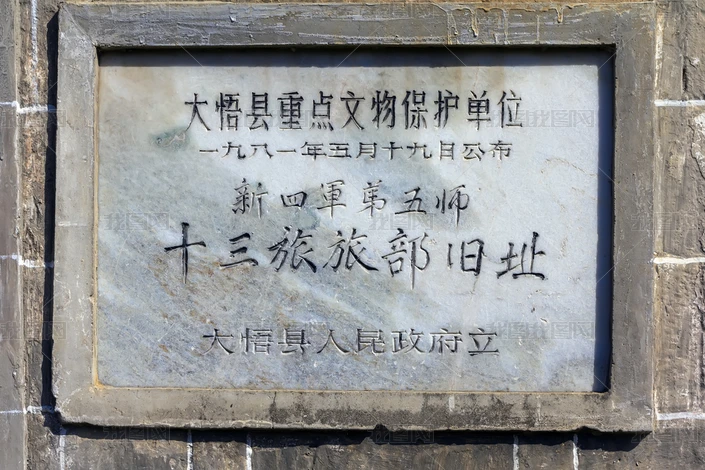 大悟县重点文物保护单位
一九八一年五月十九日公布
新四軍第五师
十三旅旅部旧址
大悟县人民政府立